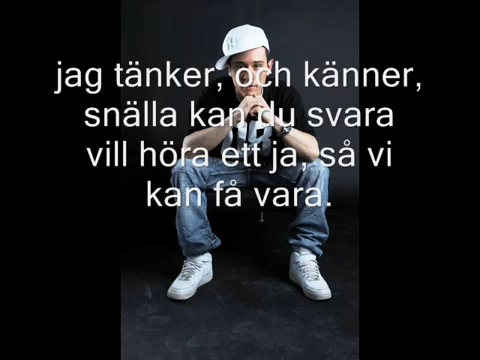 jag tänker, och känner,
snälla kan du svara
vill höra ett ja, så vi
kan få vara.